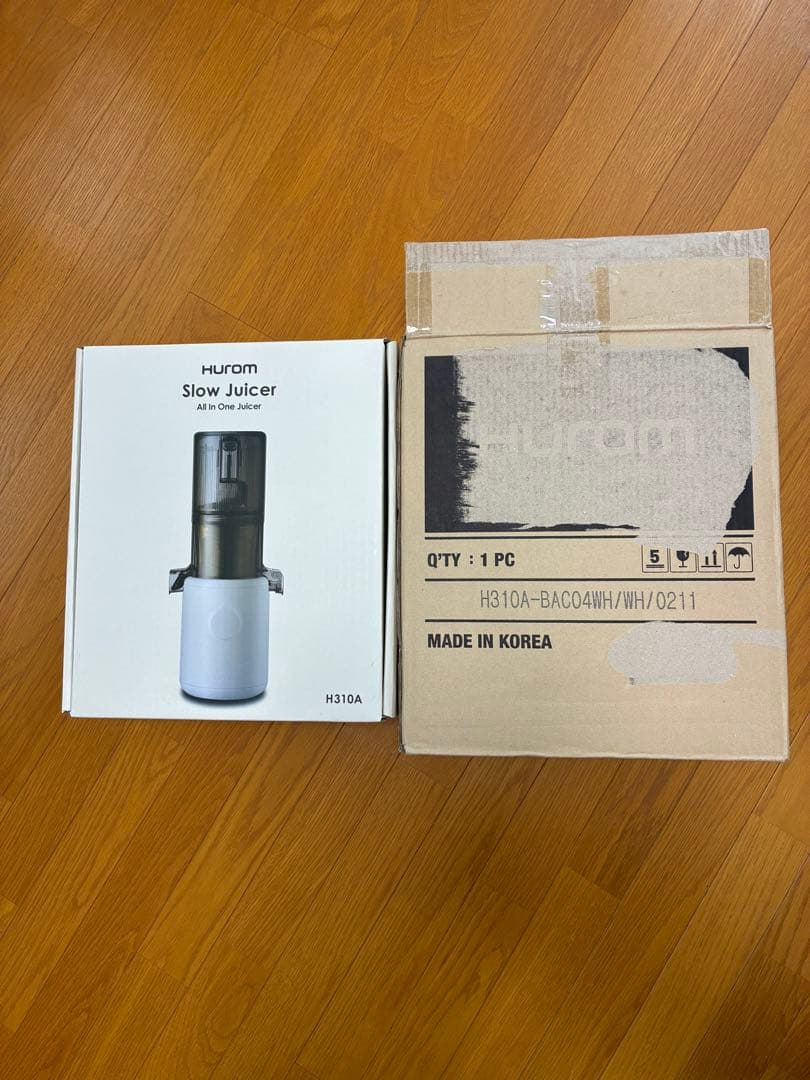 HUROM
Slow Juicer
All In One Juicer
H310A
HUROM
Q'TY : 1 PC
5
H310A-BAC04WH/WH/0211
MADE IN KOREA